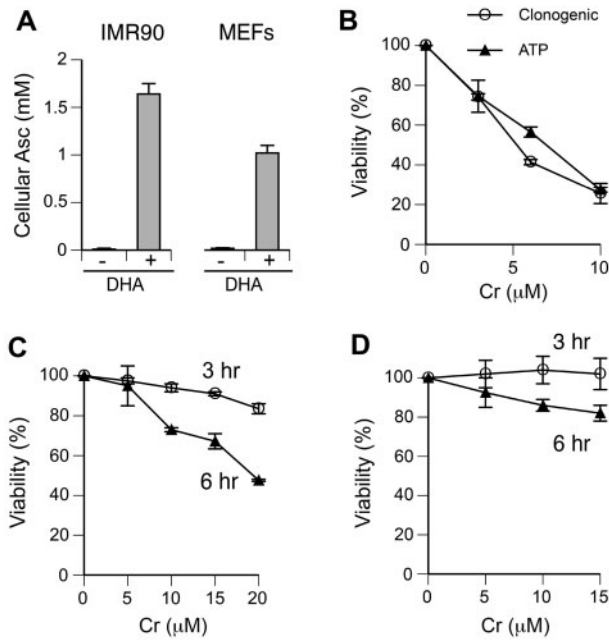 A
IMR90 MEFs
Cellular Asc (mM)
2
1.5
1
0.5
0
- + - +
DHA DHA
B
Clonogenic
ATP
Viability (%)
100
80
60
40
20
0
0 5 10
Cr (μM)
C
Viability (%)
100
80
60
40
20
0
3 hr
6 hr
0 5 10 15 20
Cr (μM)
D
Viability (%)
100
80
60
40
20
0
3 hr
6 hr
0 5 10 15
Cr (μM)